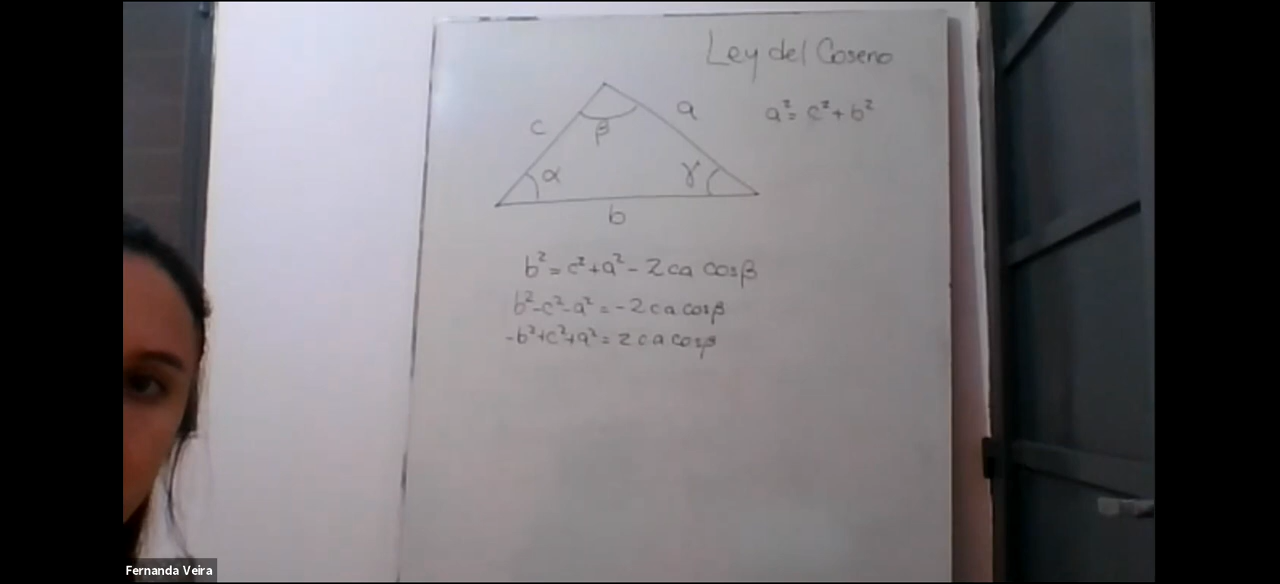 Ley del Coseno
a² = c² + b²
c
a
β
α
γ
b
b² = c² + a² - 2ca cosβ
b² - c² - a² = -2ca cosβ
-b² + c² + a² = 2ca cosβ
Fernanda Veira